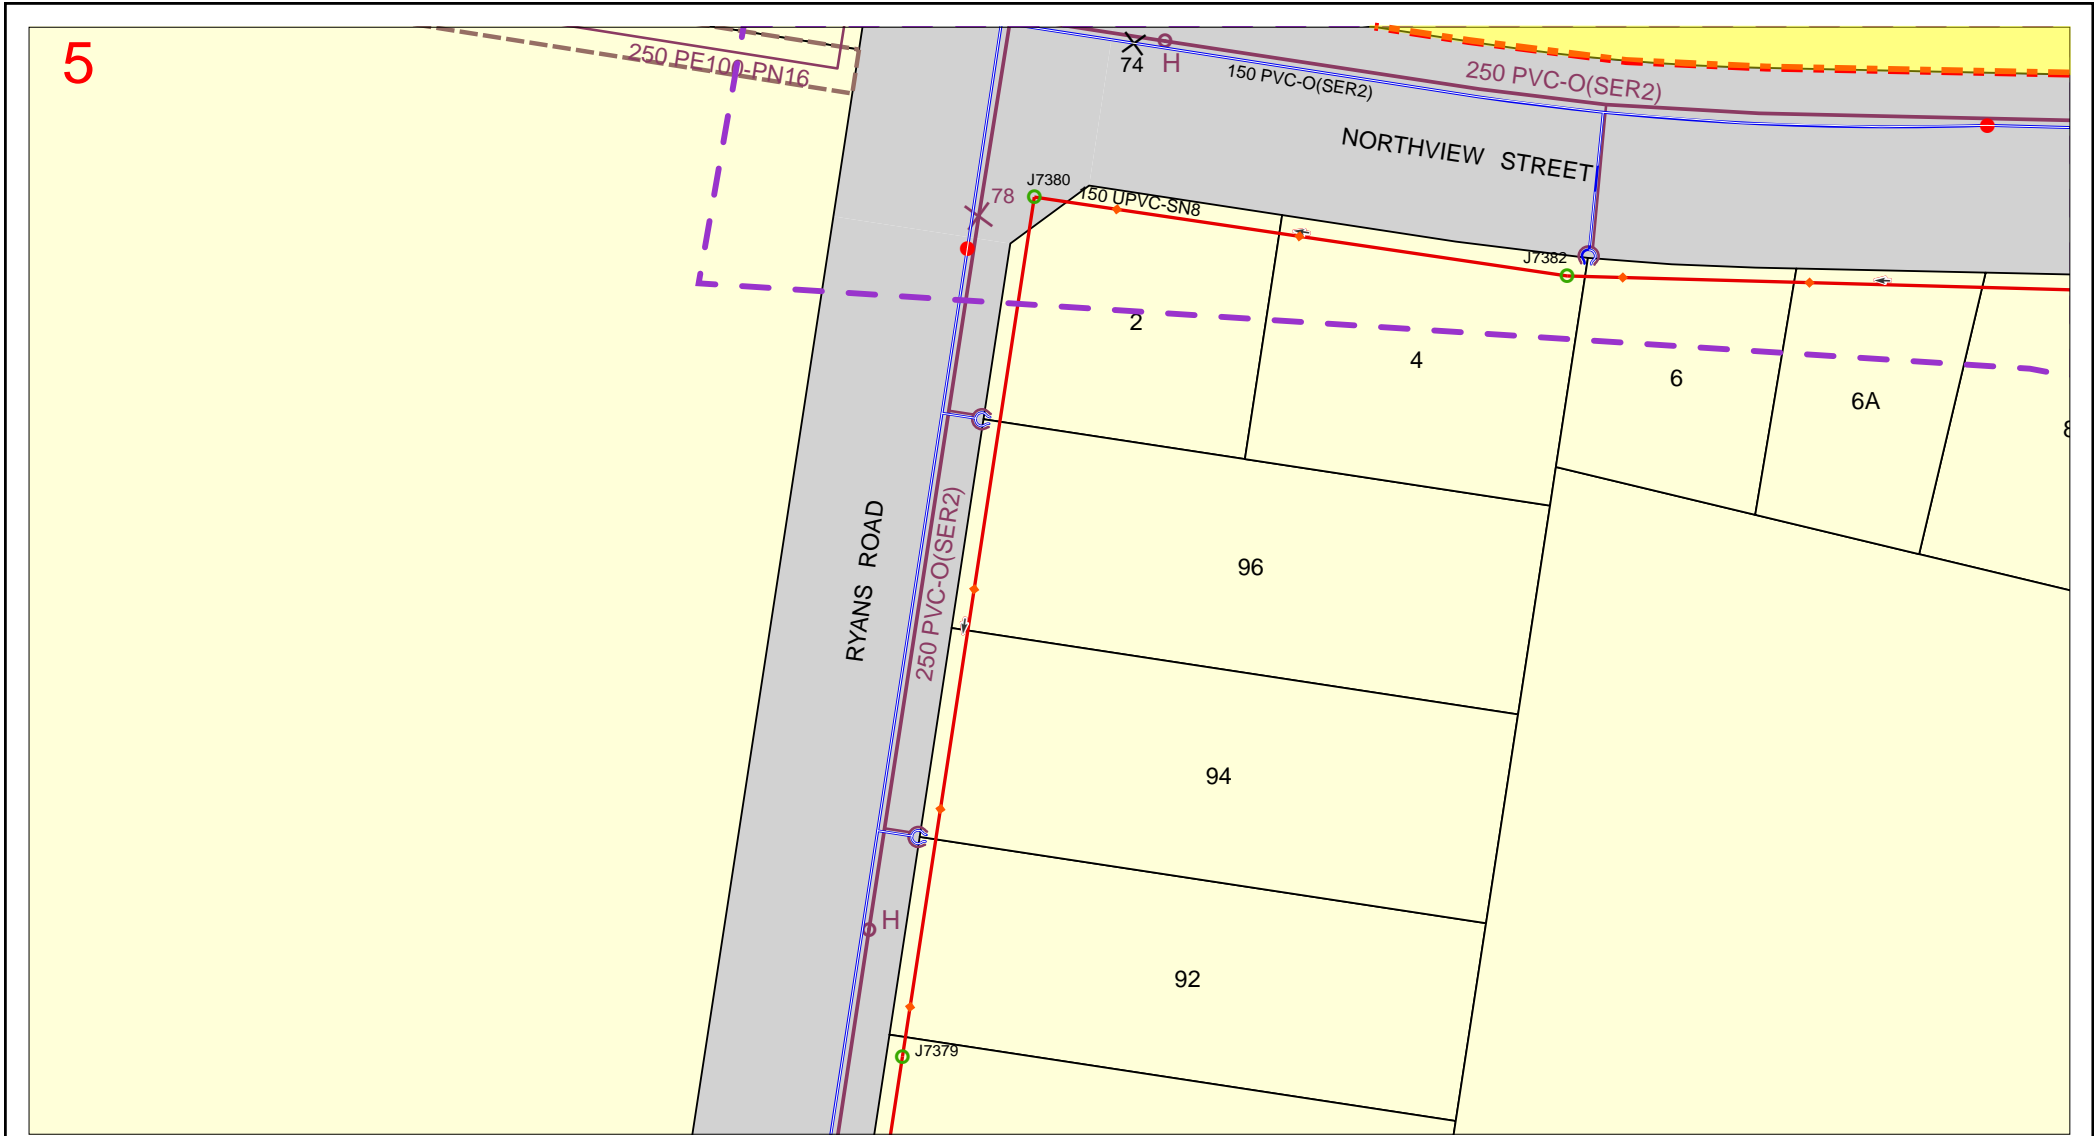 5
250 PE100-PN16
74
H
150 PVC-O(SER2)
250 PVC-O(SER2)
NORTHVIEW STREET
J7380
78
150 UPVC-SN8
J7382
2
4
6
6A
8
RYANS ROAD
250 PVC-O(SER2)
96
94
H
92
J7379